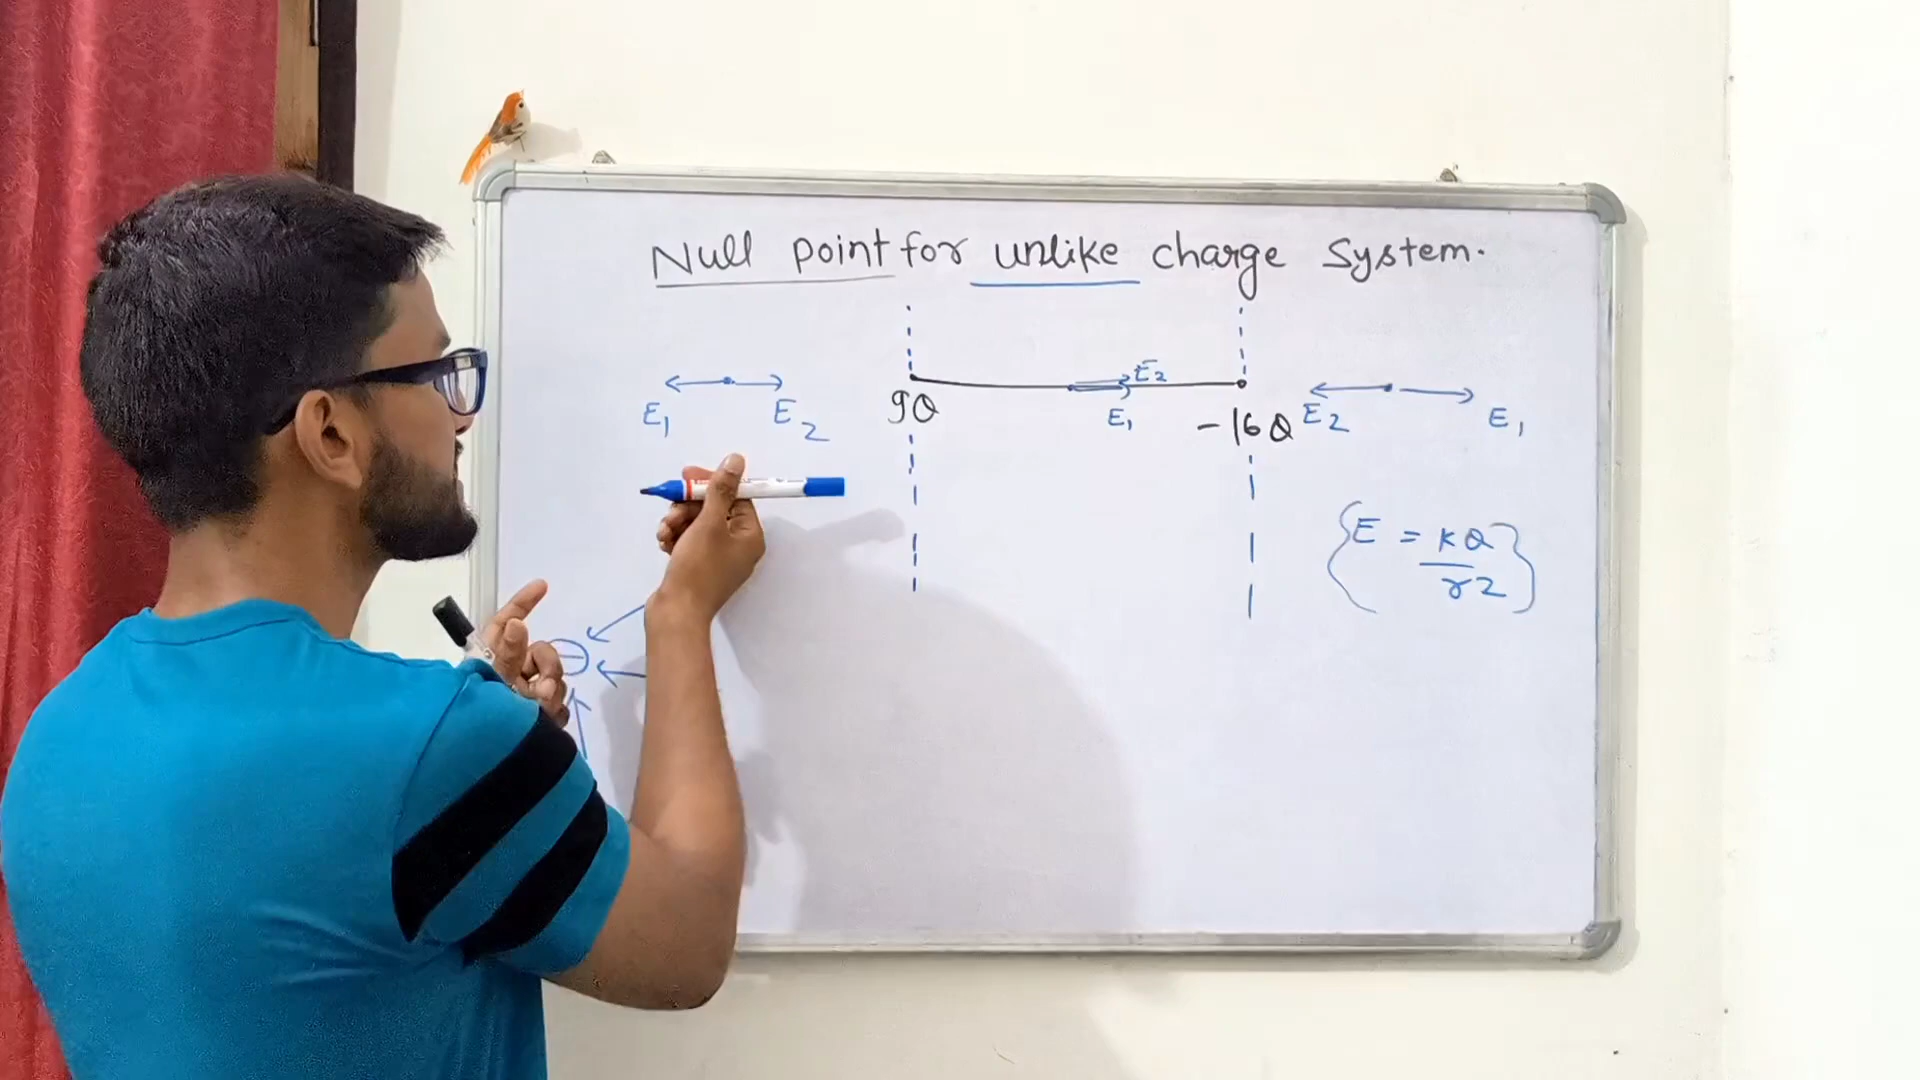 Null point for unlike charge system.
E₁ E₂ 9Q E₂ E₁ -16Q E₂ E₁
E = KQ
r2